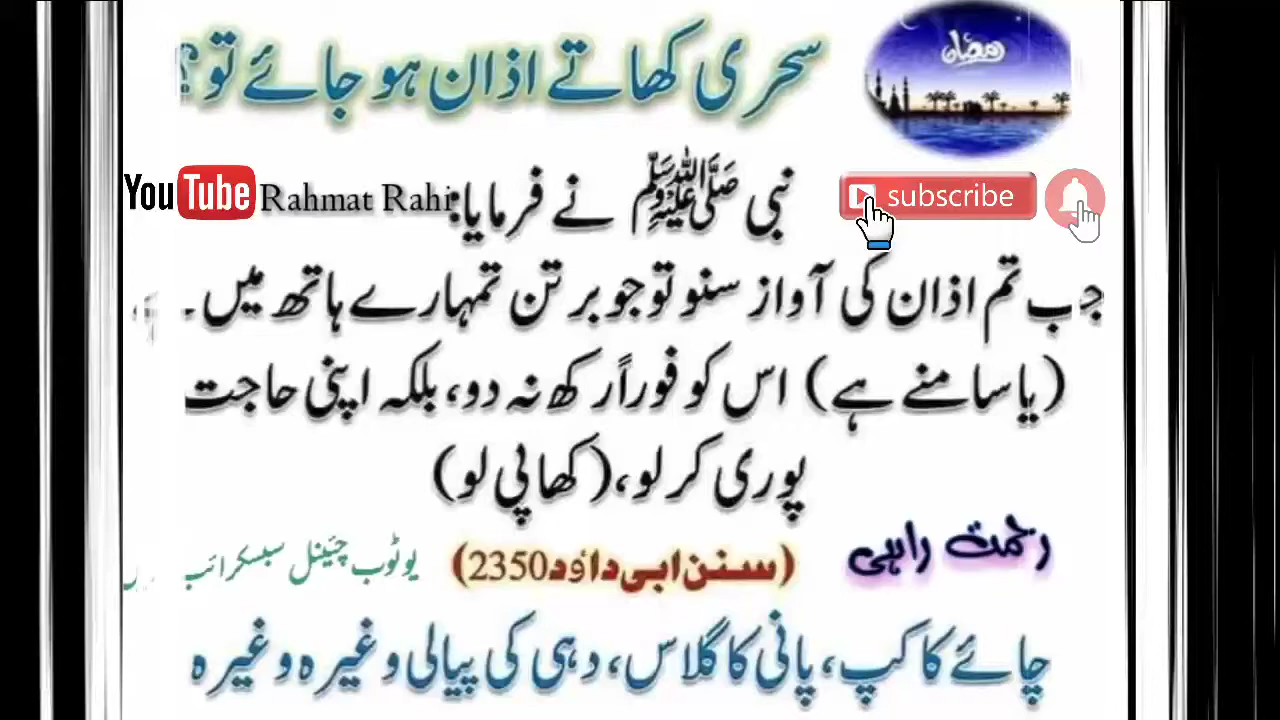 سحری کھاتے اذان ہو جائے تو؟
رمضان
نبی ﷺ نے فرمایا:
YouTube Rahmat Rahi
subscribe
جب تم اذان کی آواز سنو تو جو برتن تمہارے ہاتھ میں ۔
(یا سامنے ہے) اس کو فوراً رکھ نہ دو، بلکہ اپنی حاجت
پوری کر لو، (کھا پی لو)
رحمت راہی
(سنن ابی داؤد2350)
یوٹوب چینل سبسکرائب
چائے کا کپ، پانی کا گلاس، دہی کی پیالی وغیرہ وغیرہ